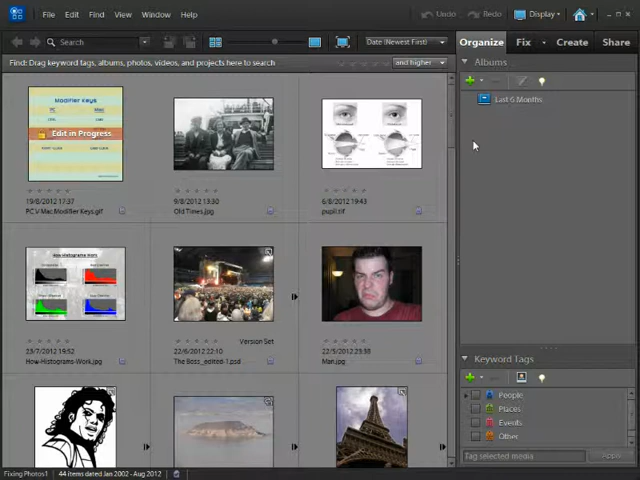 File Edit Find View Window Help
Undo Redo Display
Search
Date (Newest First)
Organize Fix Create Share
Find: Drag keyword tags, albums, photos, videos, and projects here to search
and higher
Albums
Last 6 Months
Modifier Keys
Edit in Progress
19/8/2012 17:37
PC V Mac Modifier Keys.gif
9/8/2012 13:30
Old Times.jpg
6/8/2012 19:43
pupil.tif
How Histograms Work
23/7/2012 19:52
How-Histograms-Work.jpg
Version Set
22/6/2012 22:10
The Boss_edited-1.psd
22/5/2012 23:38
Man.jpg
Keyword Tags
People
Places
Events
Other
Tag selected media
Apply
Fixing Photos1 44 items dated Jan 2002 - Aug 2012